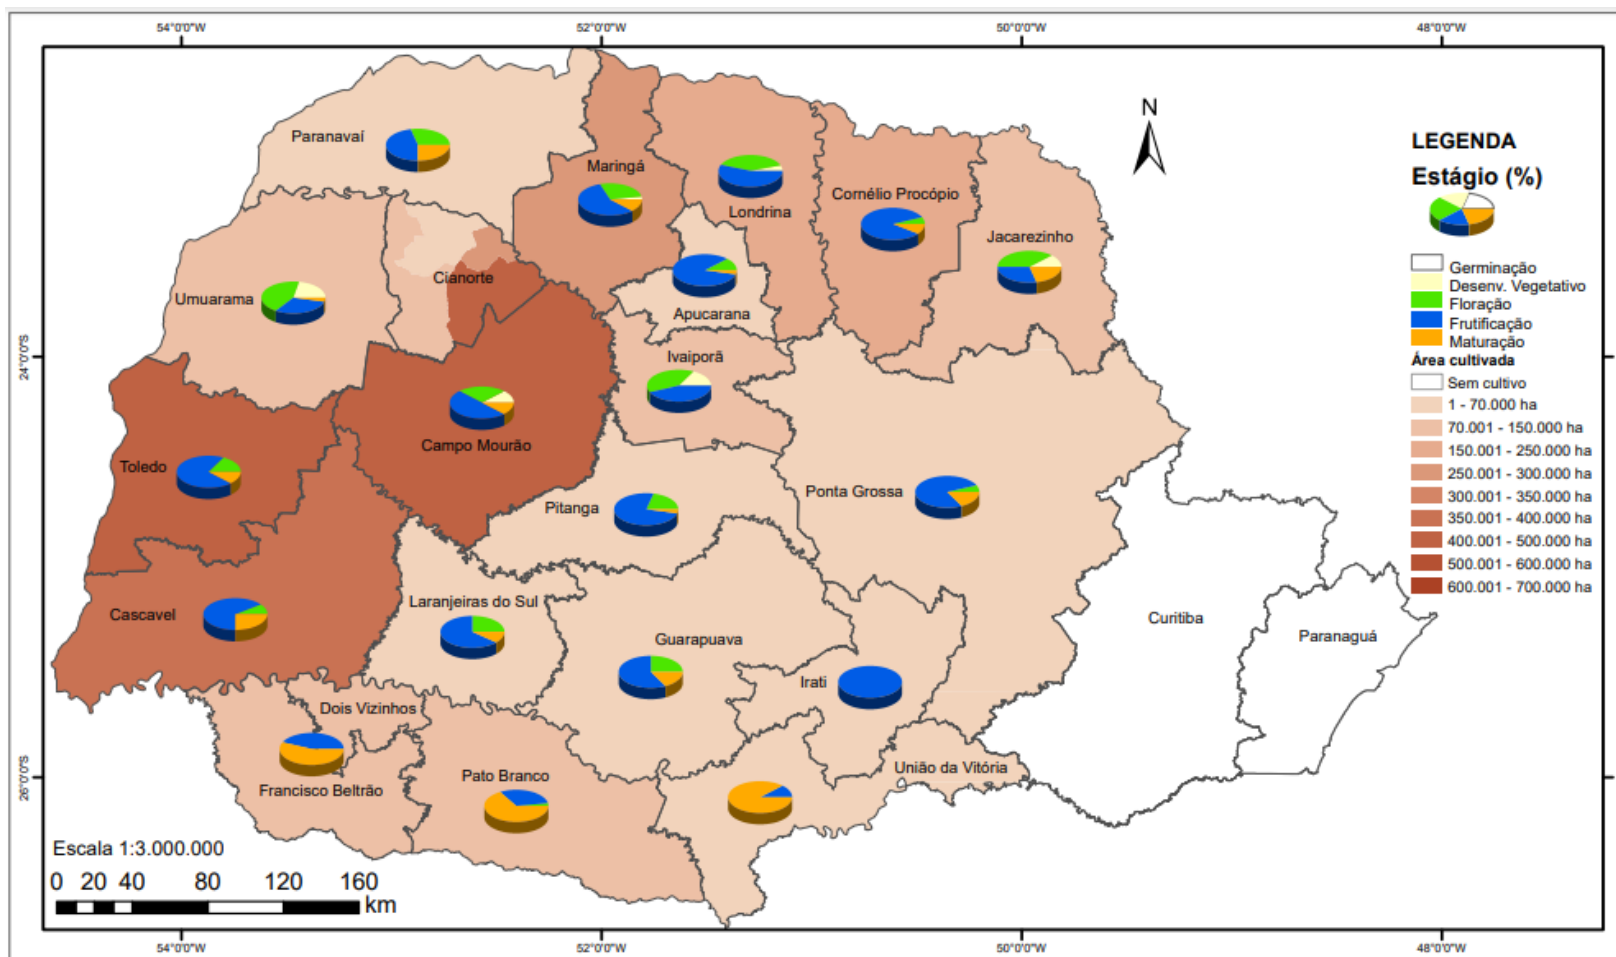 54°0'0"W
52°0'0"W
50°0'0"W
48°0'0"W
N
Paranavaí
Maringá
Londrina
Cornélio Procópio
Jacarezinho
Umuarama
Cianorte
Apucarana
Ivaiporã
Toledo
Campo Mourão
Pitanga
Ponta Grossa
Cascavel
Laranjeiras do Sul
Guarapuava
Irati
Curitiba
Paranaguá
Dois Vizinhos
Francisco Beltrão
Pato Branco
União da Vitória
24°0'0"S
26°0'0"S
LEGENDA
Estágio (%)
Germinação
Desenv. Vegetativo
Floração
Frutificação
Maturação
Área cultivada
Sem cultivo
1 - 70.000 ha
70.001 - 150.000 ha
150.001 - 250.000 ha
250.001 - 300.000 ha
300.001 - 350.000 ha
350.001 - 400.000 ha
400.001 - 500.000 ha
500.001 - 600.000 ha
600.001 - 700.000 ha
Escala 1:3.000.000
0 20 40 80 120 160
km
54°0'0"W
52°0'0"W
50°0'0"W
48°0'0"W